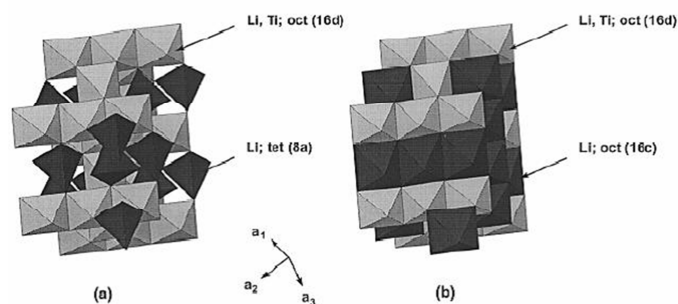 Li, Ti; oct (16d)
Li; tet (8a)
(a)
a1
a2
a3
Li, Ti; oct (16d)
Li; oct (16c)
(b)